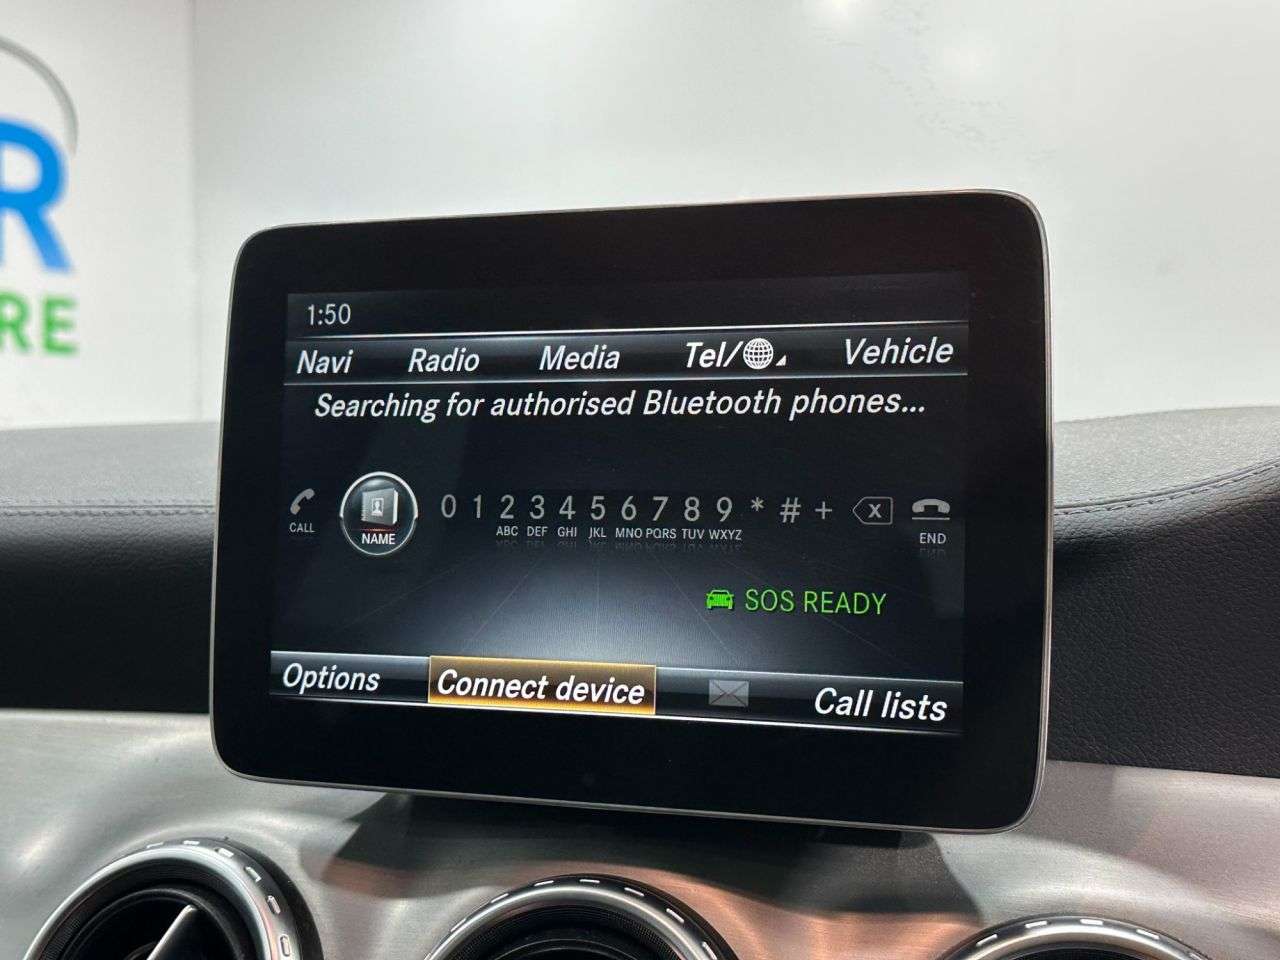 R
RE
1:50
Navi Radio Media Tel/ Vehicle
Searching for authorised Bluetooth phones...
CALL NAME 0 1 2 3 4 5 6 7 8 9 * # + X END
ABC DEF GHI JKL MNO PQRS TUV WXYZ
SOS READY
Options Connect device Call lists